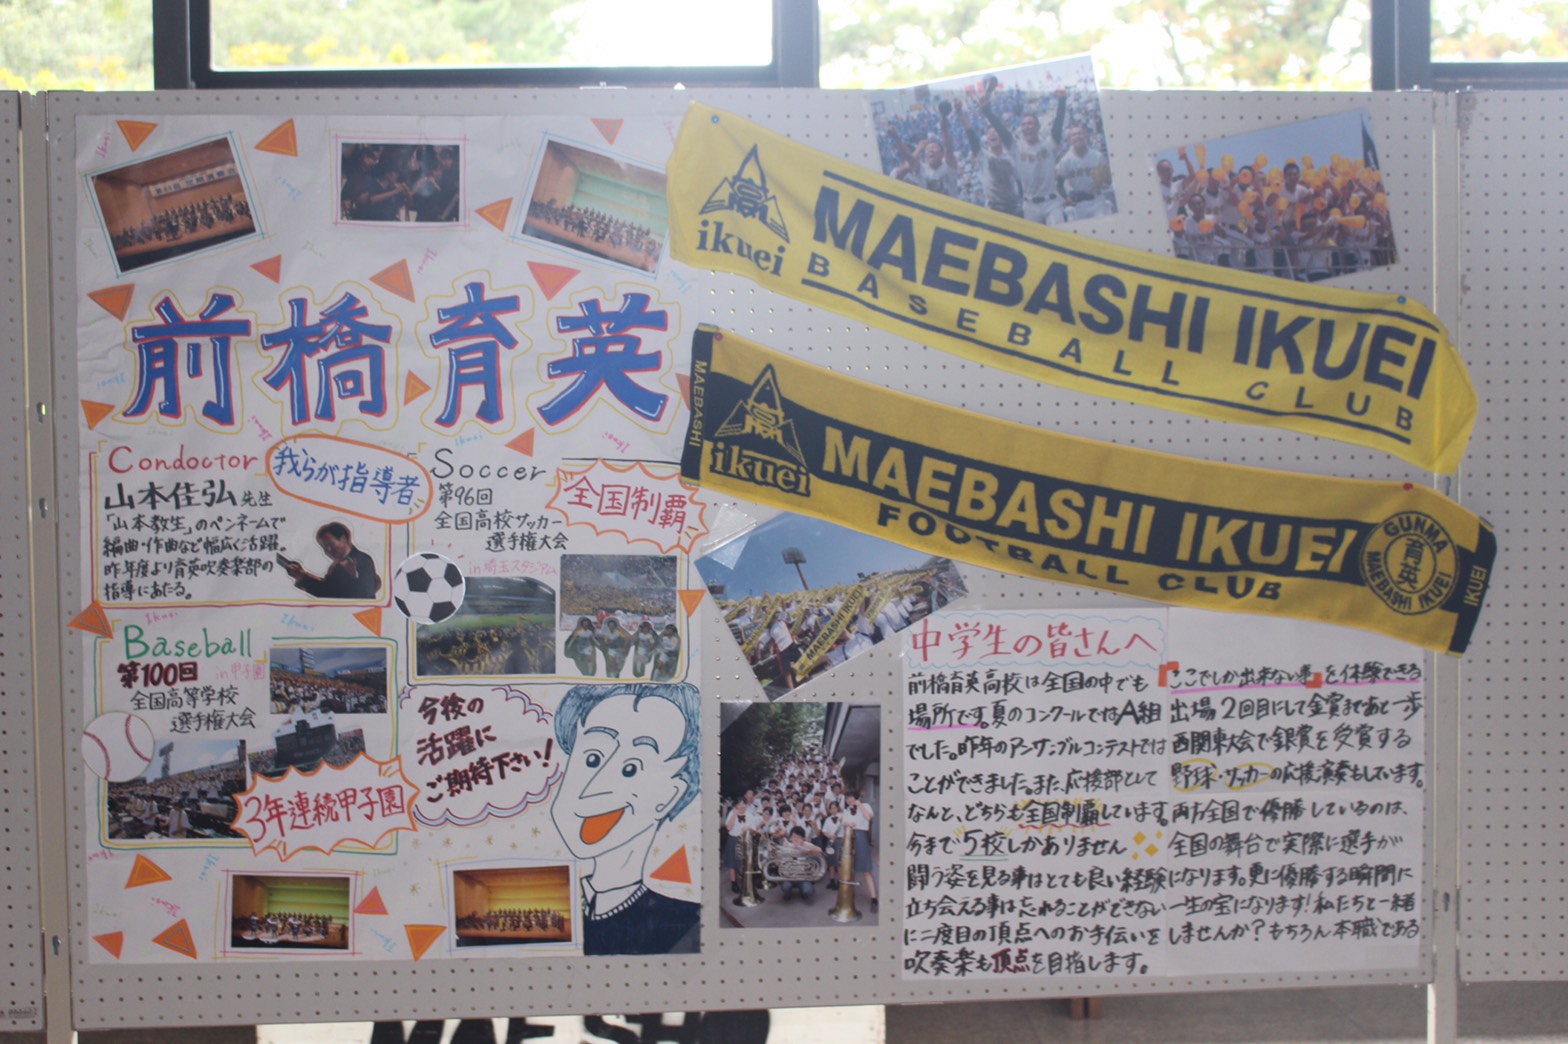 前橋育英
Condoctor
我らが指導者
山本佳弘先生
「山本教生」のペンネームで
編曲作曲など幅広く活躍
昨年度より育英吹奏楽部の
指導にあたる。
Soccer
第96回
全国高校サッカー
選手権大会
全国制覇
in埼玉スタジアム
Baseball
第100回
in甲子園
全国高等学校
選手権大会
3年連続甲子園
今後の
活躍に
ご期待下さい!
ikuei
MAEBASHI IKUEI
BASEBALL CLUB
MAEBASHI
ikuei
MAEBASHI IKUEI
FOOTBALL CLUB
GUNMA
MAEBASHI IKUEI
IKUEI
中学生の皆さんへ
前橋育英高校は全国の中でも「ここでしか出来ない事」を体験できる
場所です。夏のコンクールではA組出場2回目にして金賞まであと一歩
でした。昨年のアンサンブルコンテストでは西関東大会で銀賞を受賞する
ことができました。また、応援部として野球・サッカーの応援演奏もしています。
なんと、どちらも全国制覇しています。両方全国で優勝しているのは、
今まで5校しかありません 全国の舞台で実際に選手が
闘う姿を見る事はとても良い経験になります。更に優勝する瞬間に
立ち会える事は忘れることができない一生の宝になります!私たちと一緒
に二度目の頂点へのお手伝いをしませんか?もちろん本職である
吹奏楽も頂点を目指します。